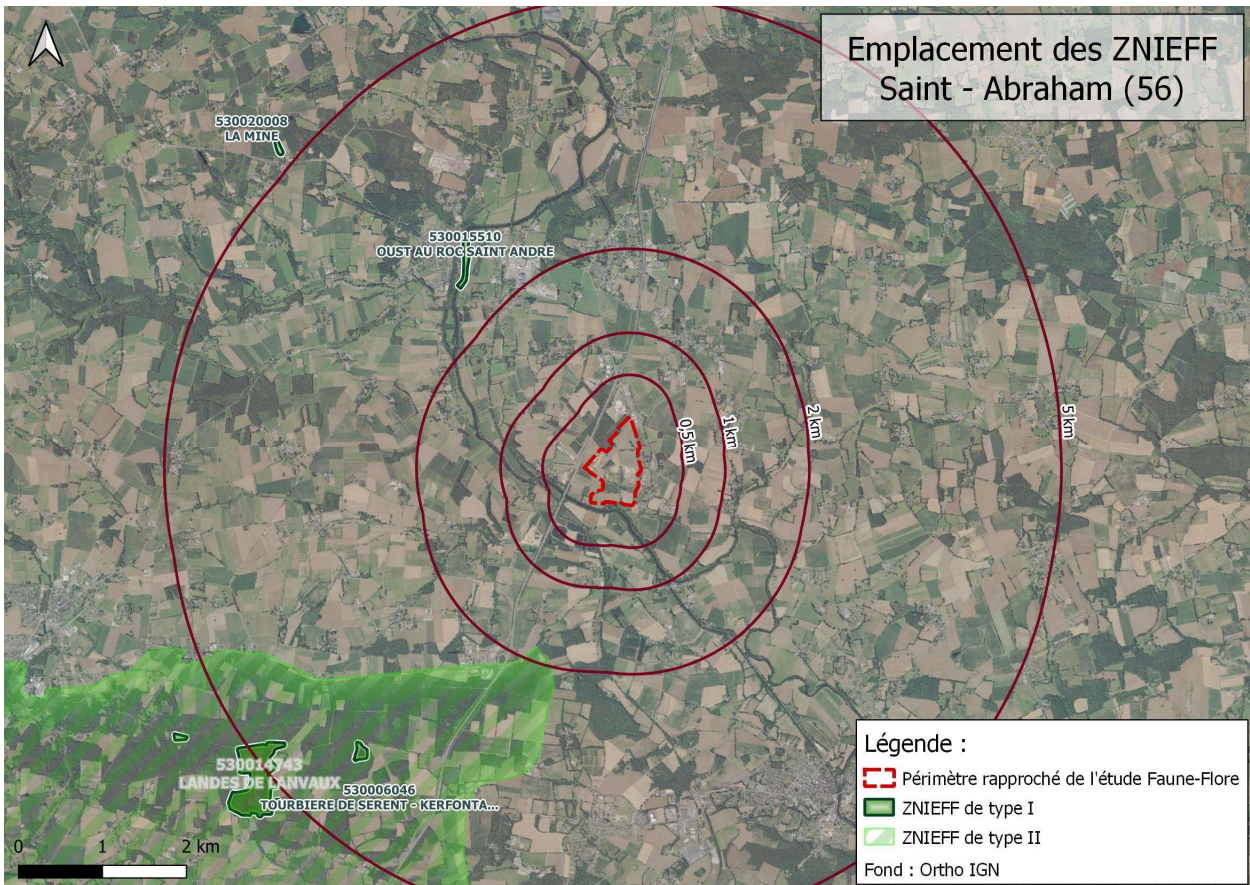 Emplacement des ZNIEFF
Saint - Abraham (56)
530020008
LA MINE
530015510
OUST AU ROC SAINT ANDRE
0,5 km
1 km
2 km
5 km
530014743
LANDES DE LANVAUX
530006046
TOURBIERE DE SERENT - KERFONTA...
0 1 2 km
Légende :
Périmètre rapproché de l'étude Faune-Flore
ZNIEFF de type I
ZNIEFF de type II
Fond : Ortho IGN